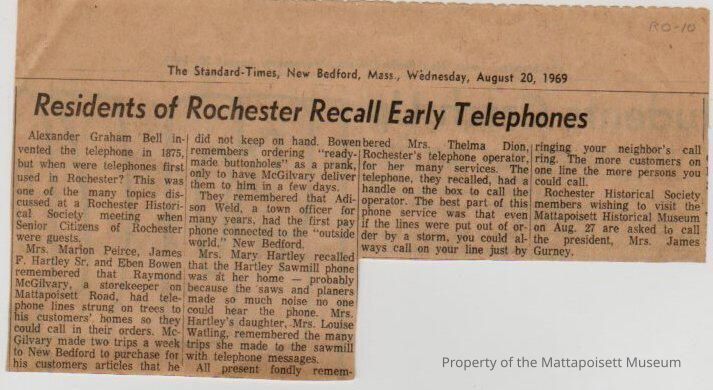 RO-10
The Standard-Times, New Bedford, Mass., Wednesday, August 20, 1969
Residents of Rochester Recall Early Telephones
Alexander Graham Bell in-
vented the telephone in 1875,
but when were telephones first
used in Rochester? This was
one of the many topics dis-
cussed at a Rochester Histori-
cal Society meeting when
Senior Citizens of Rochester
were guests.
Mrs. Marion Peirce, James
F. Hartley Sr. and Eben Bowen
remembered that Raymond
McGilvary, a storekeeper on
Mattapoisett Road, had tele-
phone lines strung on trees to
his customers' homes so they
could call in their orders. Mc-
Gilvary made two trips a week
to New Bedford to purchase for
his customers articles that he
did not keep on hand. Bowen
remembers ordering "ready-
made buttonholes" as a prank,
only to have McGilvary deliver
them to him in a few days.
They remembered that Adi-
son Weld, a town officer for
many years, had the first pay
phone connected to the "outside
world," New Bedford.
Mrs. Mary Hartley recalled
that the Hartley Sawmill phone
was at her home — probably
because the saws and planers
made so much noise no one
could hear the phone. Mrs.
Hartley's daughter, Mrs. Louise
Watling, remembered the many
trips she made to the sawmill
with telephone messages.
All present fondly remem-
bered Mrs. Thelma Dion,
Rochester's telephone operator,
for her many services. The
telephone, they recalled, had a
handle on the box to call the
operator. The best part of this
phone service was that even
if the lines were put out of or-
der by a storm, you could al-
ways call on your line just by
ringing your neighbor's call
ring. The more customers on
one line the more persons you
could call.
Rochester Historical Society
members wishing to visit the
Mattapoisett Historical Museum
on Aug. 27 are asked to call
the president, Mrs. James
Gurney.
Property of the Mattapoisett Museum